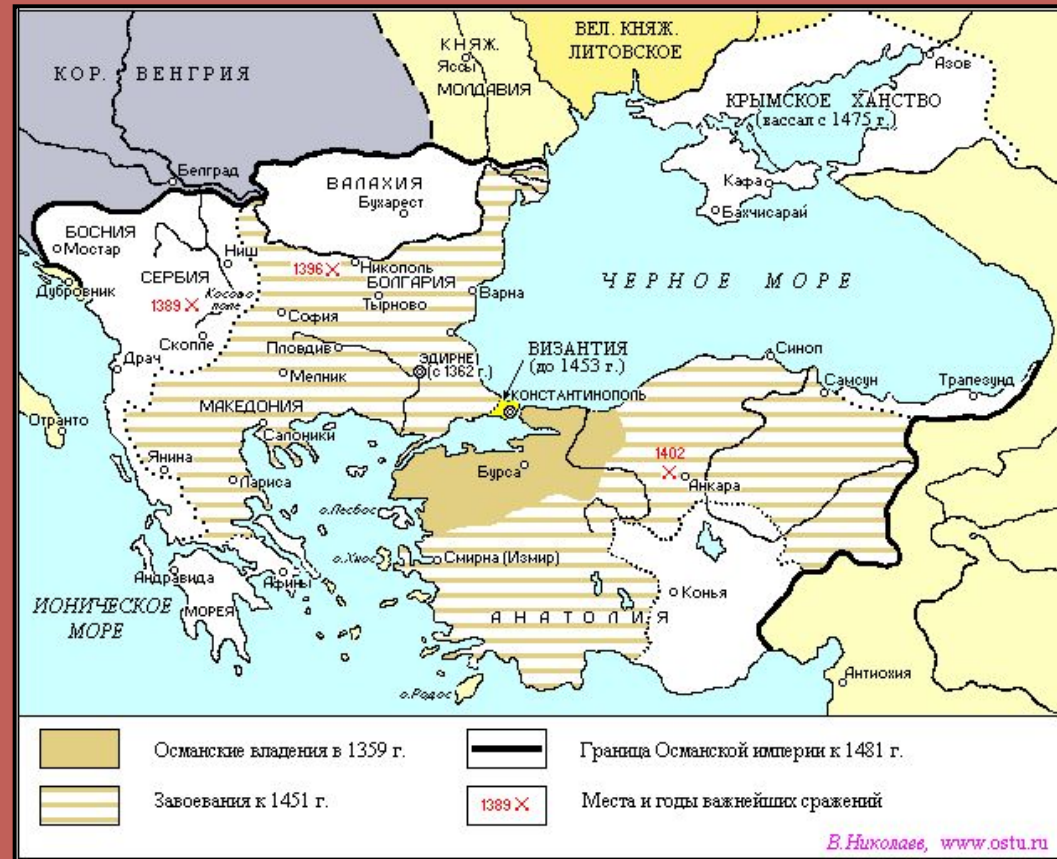 ВЕЛ. КНЯЖ.
ЛИТОВСКОЕ
КНЯЖ.
Яссы
МОЛДАВИЯ
КОР. ВЕНГРИЯ
Азов
КРЫМСКОЕ ХАНСТВО
(вассал с 1475 г.)
Белград
ВАЛАХИЯ
Бухарест
Кафа
Бахчисарай
БОСНИЯ
Мостар
Ниш
СЕРБИЯ
1396
Никополь
БОЛГАРИЯ
Тырново
Варна
ЧЕРНОЕ МОРЕ
Дубровник
1389
Косово
поле
София
Скопле
Драч
Пловдив
ЭДИРНЕ
(с 1362 г.)
ВИЗАНТИЯ
(до 1453 г.)
Синоп
Мелник
Самсун
Трапезунд
КОНСТАНТИНОПОЛЬ
МАКЕДОНИЯ
Отранто
Салоники
Янина
Лариса
Бурса
1402
Анкара
о.Лесбос
о.Хиос
Смирна (Измир)
Андравида
Афины
Конья
ИОНИЧЕСКОЕ
МОРЕ
МОРЕЯ
АНАТОЛИЯ
Антиохия
о.Родос
Османские владения в 1359 г.
Граница Османской империи к 1481 г.
Завоевания к 1451 г.
1389
Места и годы важнейших сражений
В.Николаев, www.ostu.ru